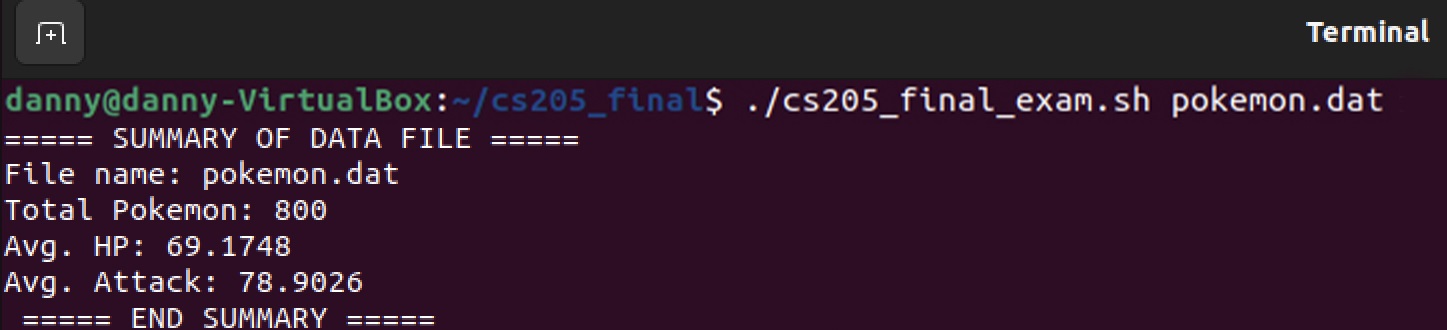 Terminal
danny@danny-VirtualBox:~/cs205_final$ ./cs205_final_exam.sh pokemon.dat
===== SUMMARY OF DATA FILE =====
File name: pokemon.dat
Total Pokemon: 800
Avg. HP: 69.1748
Avg. Attack: 78.9026
 ===== END SUMMARY =====